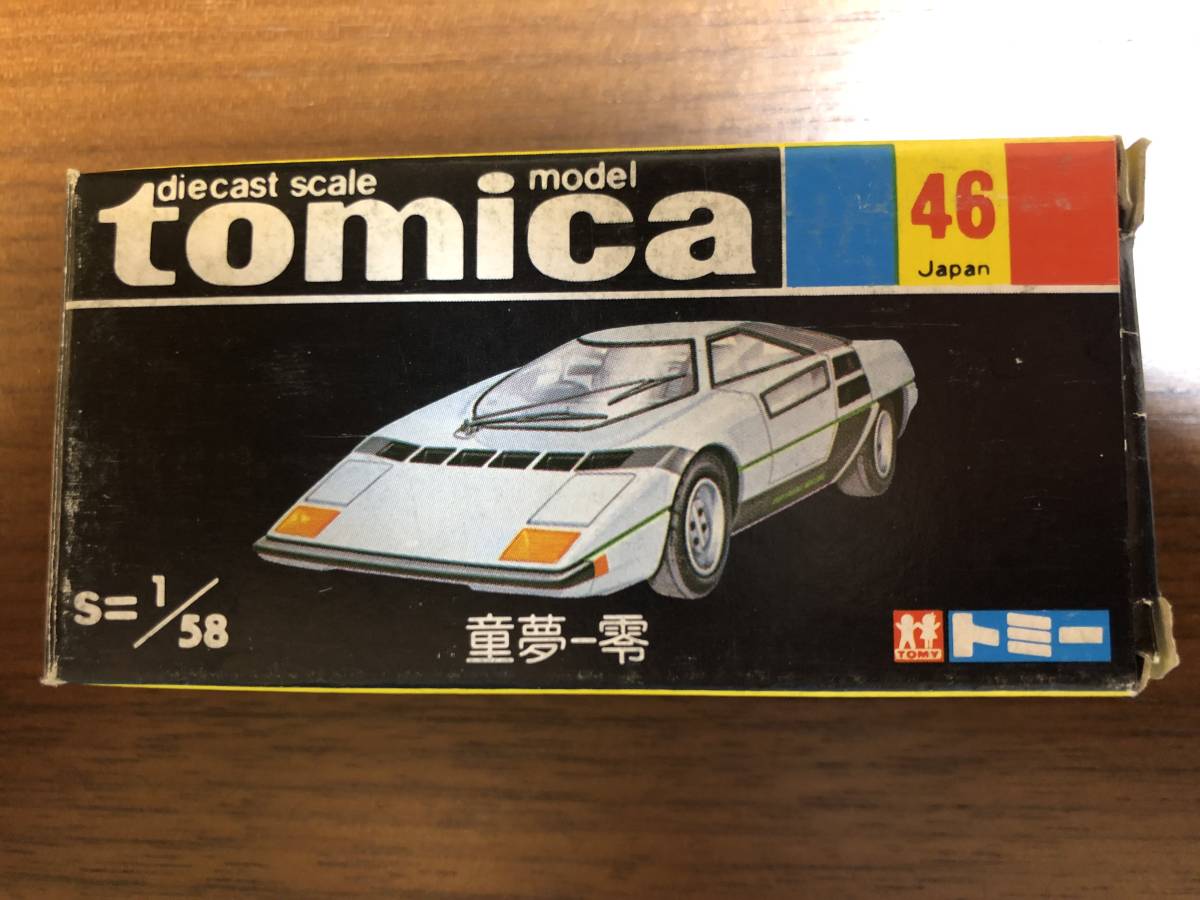 diecast scale model
tomica
46
Japan
S=1/58
童夢-零
TOMY
トミー